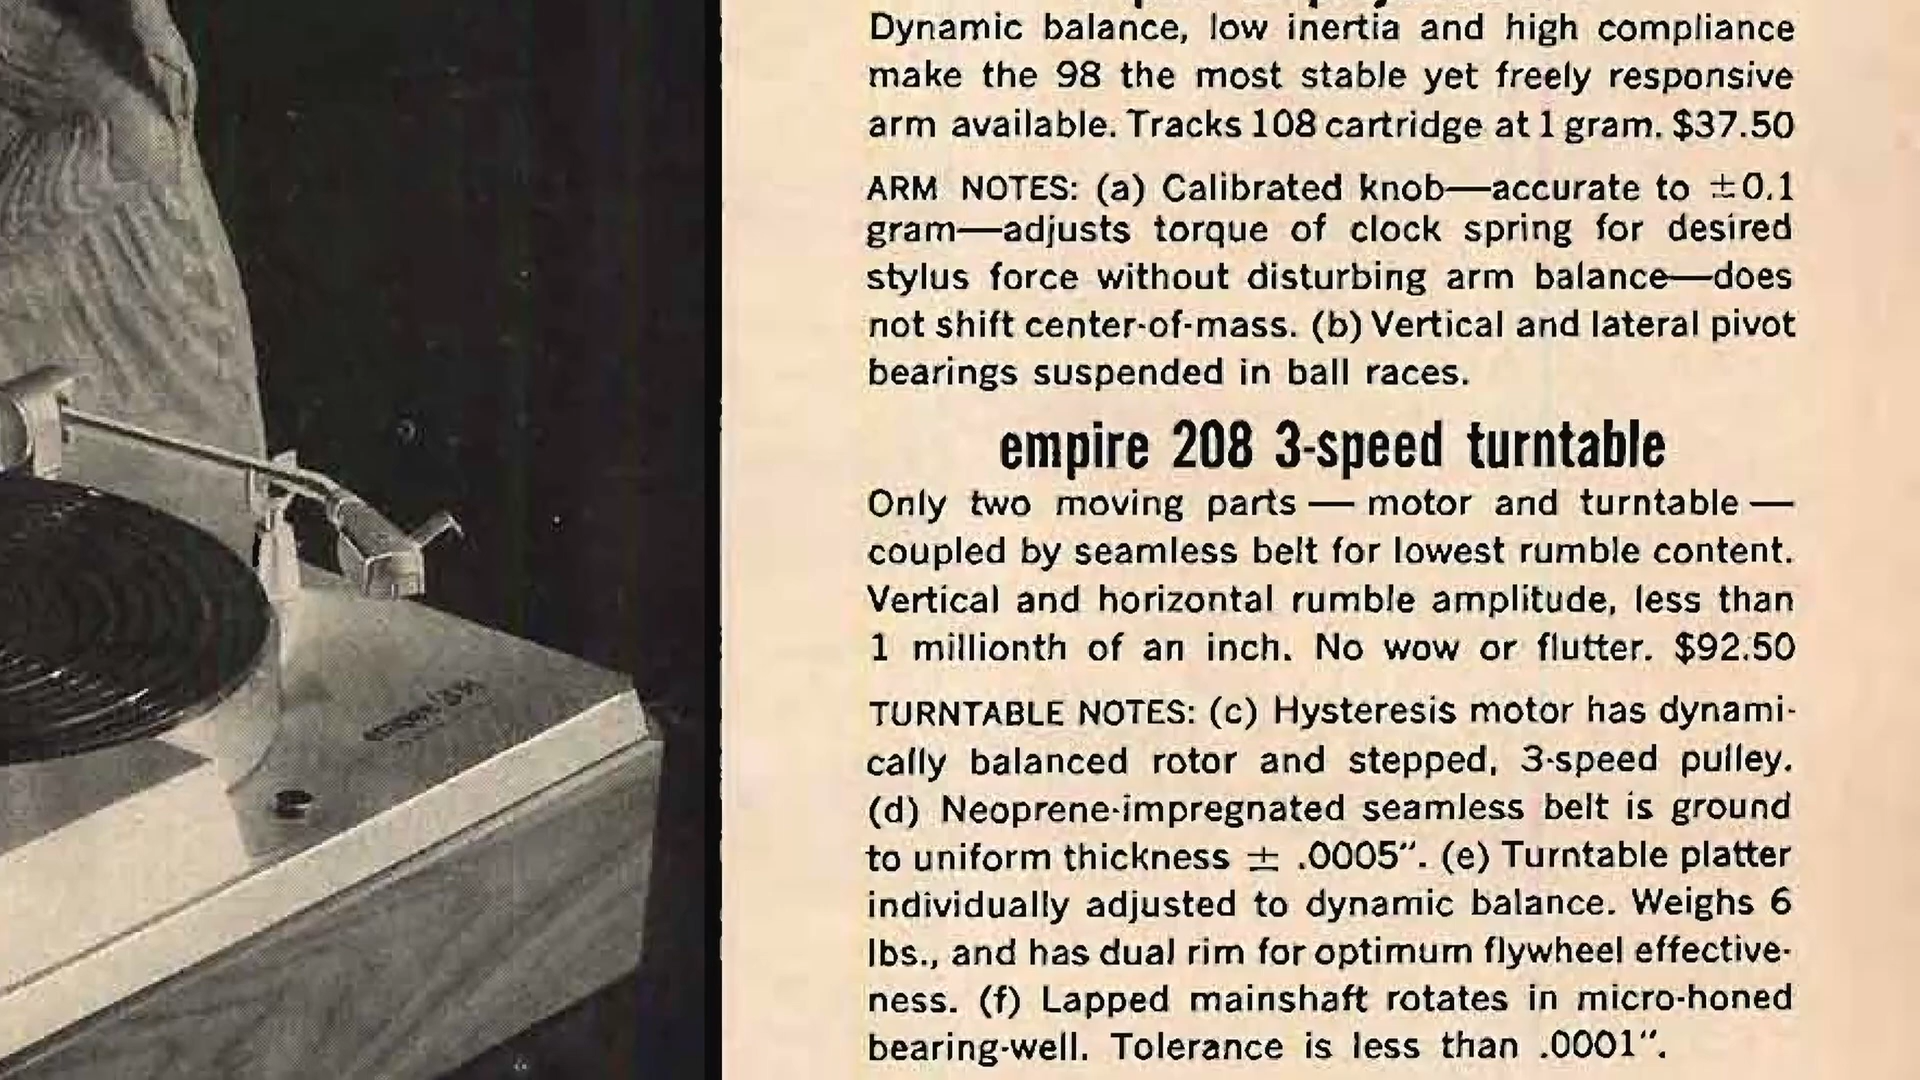 Dynamic balance, low inertia and high compliance
make the 98 the most stable yet freely responsive
arm available. Tracks 108 cartridge at 1 gram. $37.50
ARM NOTES: (a) Calibrated knob—accurate to ±0.1
gram—adjusts torque of clock spring for desired
stylus force without disturbing arm balance—does
not shift center-of-mass. (b) Vertical and lateral pivot
bearings suspended in ball races.
empire 208 3-speed turntable
Only two moving parts — motor and turntable —
coupled by seamless belt for lowest rumble content.
Vertical and horizontal rumble amplitude, less than
1 millionth of an inch. No wow or flutter. $92.50
TURNTABLE NOTES: (c) Hysteresis motor has dynami-
cally balanced rotor and stepped, 3-speed pulley.
(d) Neoprene-impregnated seamless belt is ground
to uniform thickness ± .0005". (e) Turntable platter
individually adjusted to dynamic balance. Weighs 6
lbs., and has dual rim for optimum flywheel effective-
ness. (f) Lapped mainshaft rotates in micro-honed
bearing-well. Tolerance is less than .0001".